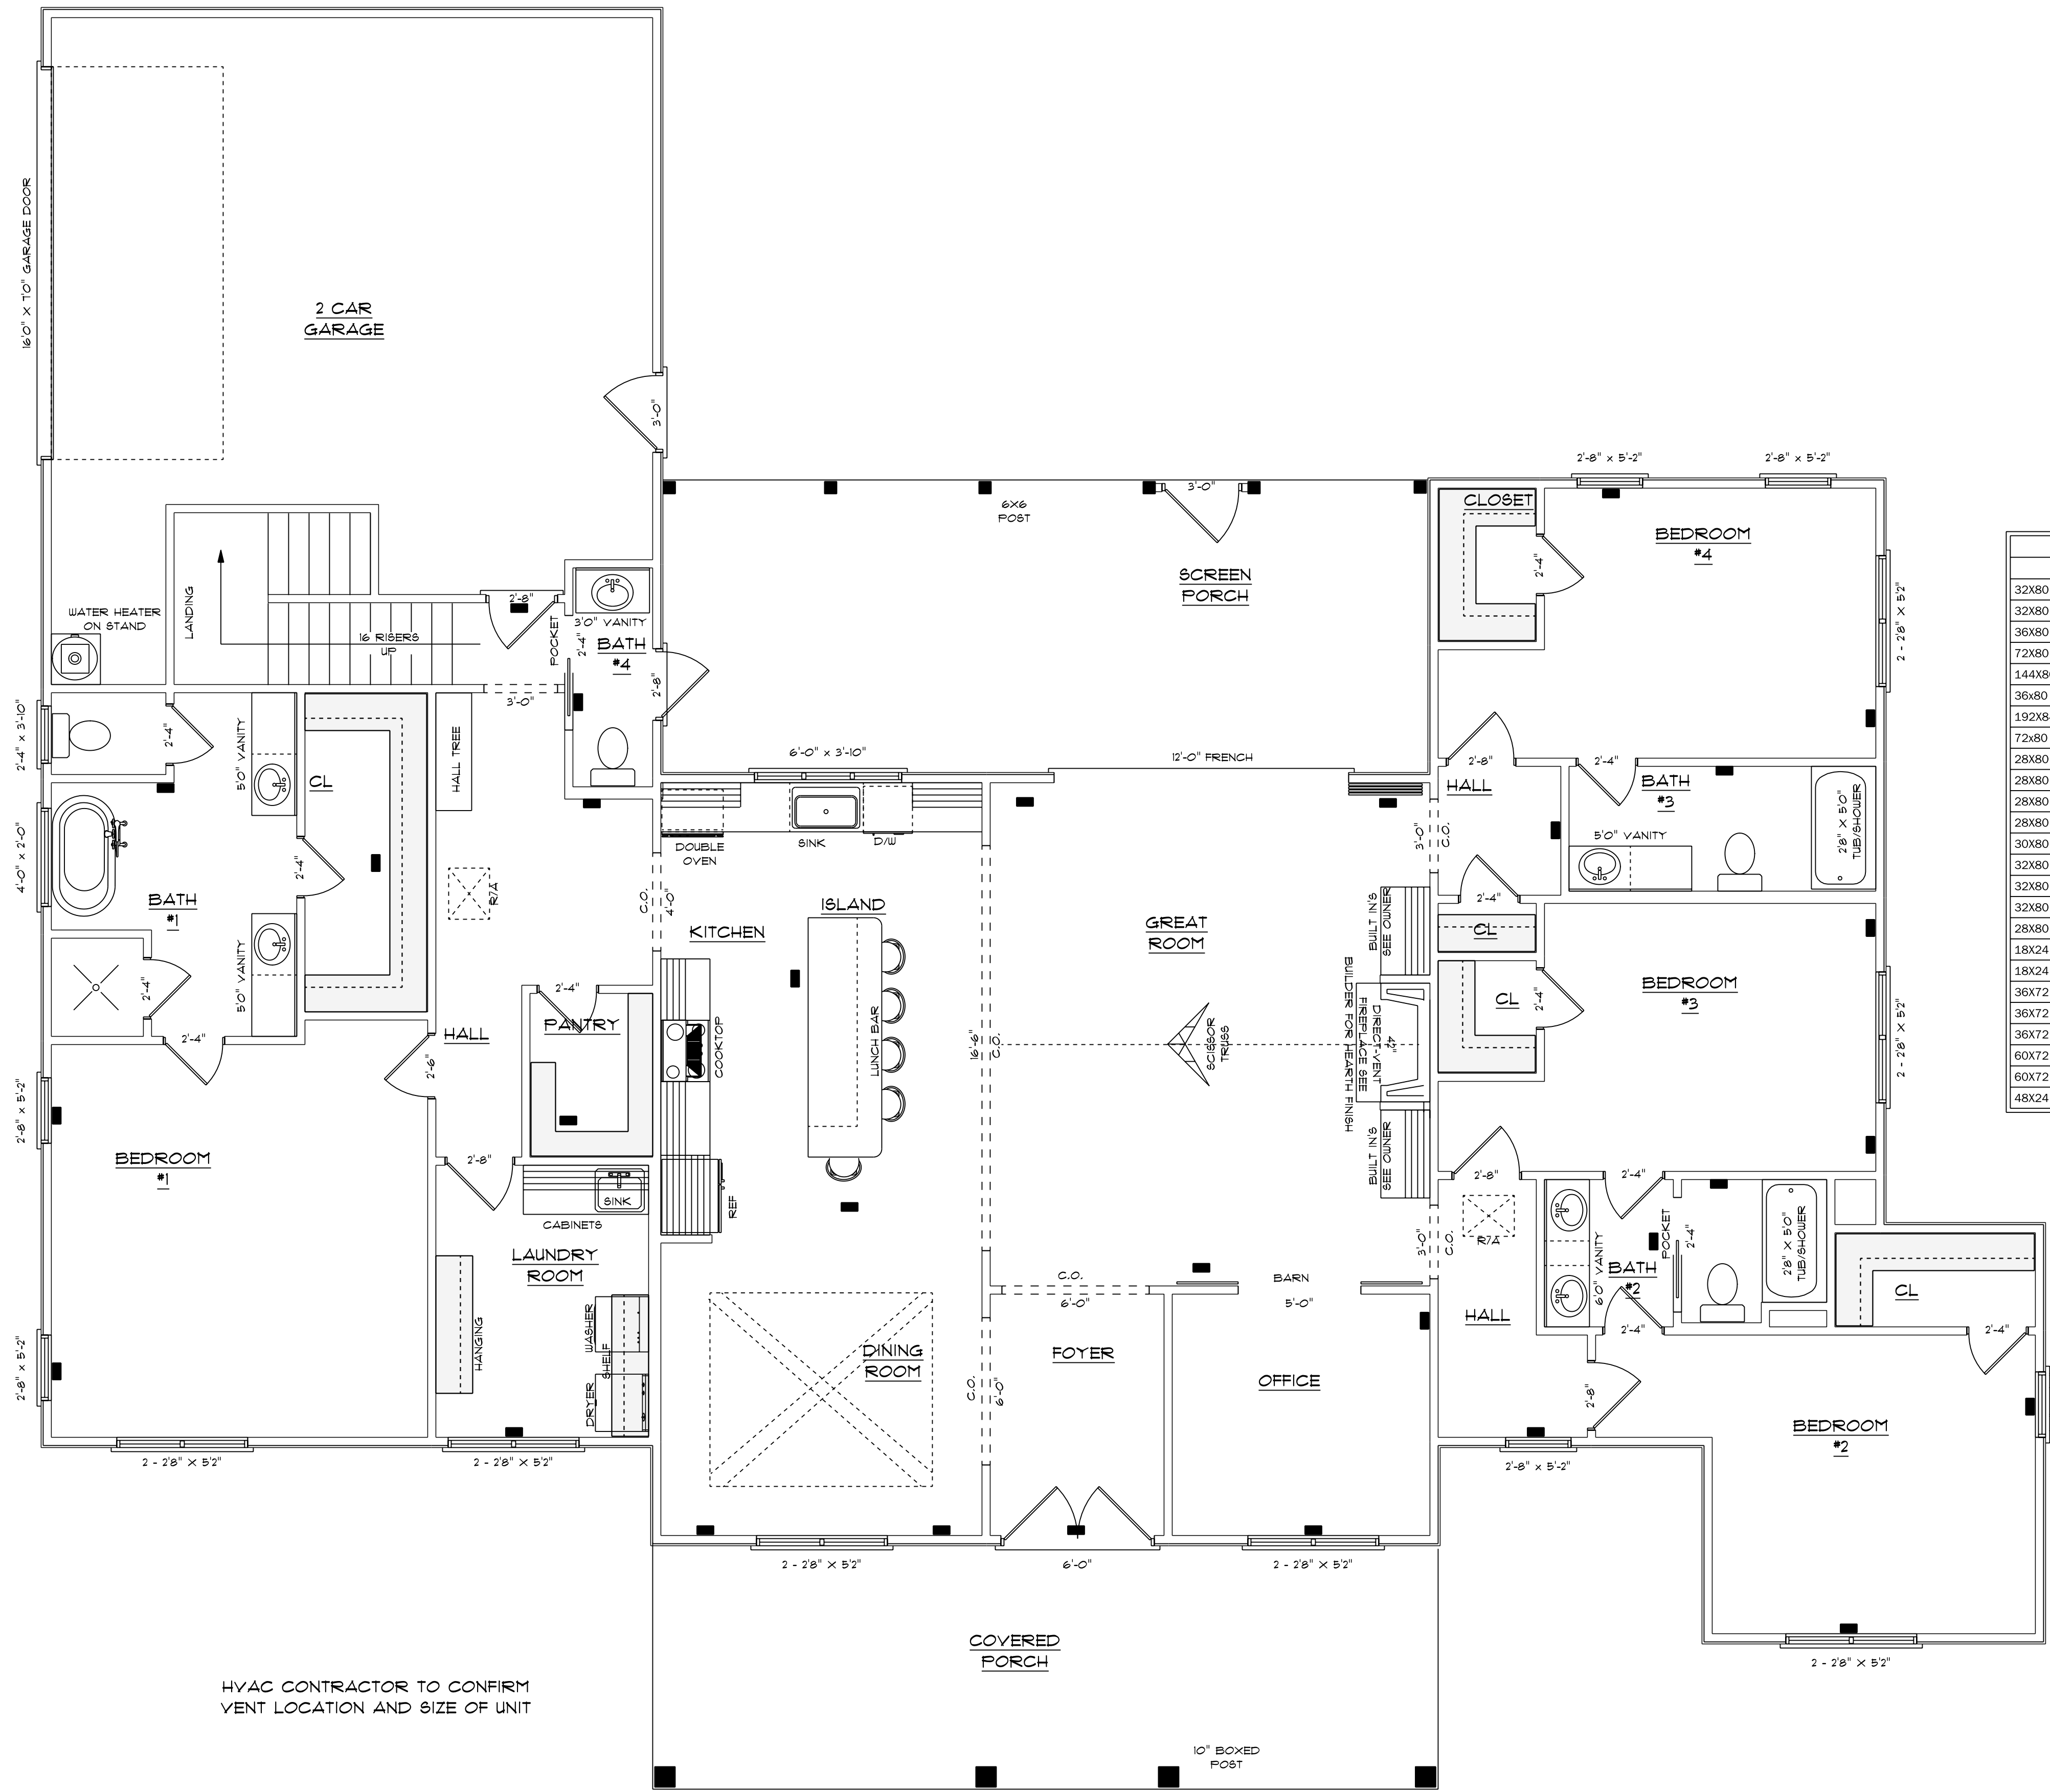 16'0" X 7'0" GARAGE DOOR
2 CAR
GARAGE
3'-0"
WATER HEATER
ON STAND
LANDING
16 RISERS
UP
2'-8"
POCKET
2'-4"
3'0" VANITY
BATH
#4
2'-8"
3'-0"
6X6
POST
3'-0"
SCREEN
PORCH
2'-8" x 5'-2"
2'-8" x 5'-2"
CLOSET
2'-4"
BEDROOM
#4
2 - 2'8" X 5'2"
2'-4" x 3'-10"
2'-4"
5'0" VANITY
CL
HALL TREE
6'-0" x 3'-10"
12'-0" FRENCH
2'-8"
HALL
2'-4"
BATH
#3
5'0" VANITY
2'8" X 5'0"
TUB/SHOWER
4'-0" x 2'-0"
BATH
#1
2'-4"
5'0" VANITY
2'-4"
2'-4"
R/A
C.O.
4'-0"
DOUBLE
OVEN
SINK
D/W
KITCHEN
ISLAND
LUNCH BAR
COOKTOP
REF
16'-6"
C.O.
GREAT
ROOM
SCISSOR
TRUSS
3'-0"
C.O.
BUILT IN'S
SEE OWNER
42"
DIRECT-VENT
FIREPLACE SEE
BUILDER FOR HEARTH FINISH
BUILT IN'S
SEE OWNER
3'-0"
C.O.
2'-4"
CL
CL
2'-4"
BEDROOM
#3
2 - 2'8" X 5'2"
2'-8" x 5'-2"
BEDROOM
#1
2'-8" x 5'-2"
2 - 2'8" X 5'2"
HALL
2'-6"
2'-4"
PANTRY
2'-8"
SINK
CABINETS
LAUNDRY
ROOM
HANGING
WASHER
SHELF
DRYER
2 - 2'8" X 5'2"
DINING
ROOM
C.O.
6'-0"
2 - 2'8" X 5'2"
C.O.
6'-0"
FOYER
6'-0"
BARN
5'-0"
OFFICE
2 - 2'8" X 5'2"
2'-8"
R/A
HALL
2'-8"
2'-8" x 5'-2"
2'-4"
6'0" VANITY
BATH
#2
2'-4"
POCKET
2'-4"
2'8" X 5'0"
TUB/SHOWER
CL
2'-4"
BEDROOM
#2
2 - 2'8" X 5'2"
COVERED
PORCH
10" BOXED
POST
HVAC CONTRACTOR TO CONFIRM
VENT LOCATION AND SIZE OF UNIT
32X80
32X80
36X80
72X80
144X80
36x80
192X8
72x80
28X80
28X80
28X80
28X80
30X80
32X80
32X80
32X80
28X80
18X24
18X24
36X72
36X72
36X72
60X72
60X72
48X24